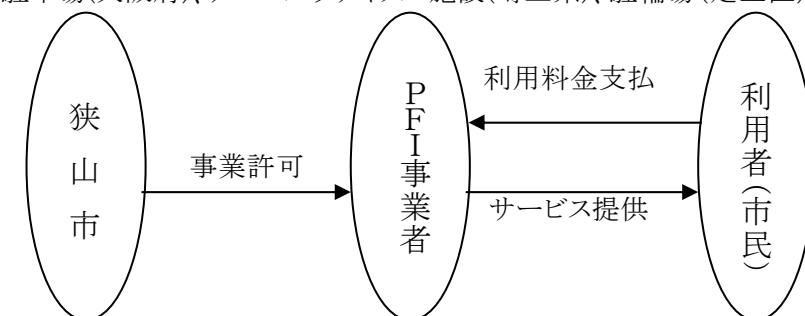 狭山市
事業許可
PFI事業者
利用料金支払
サービス提供
利用者(市民)